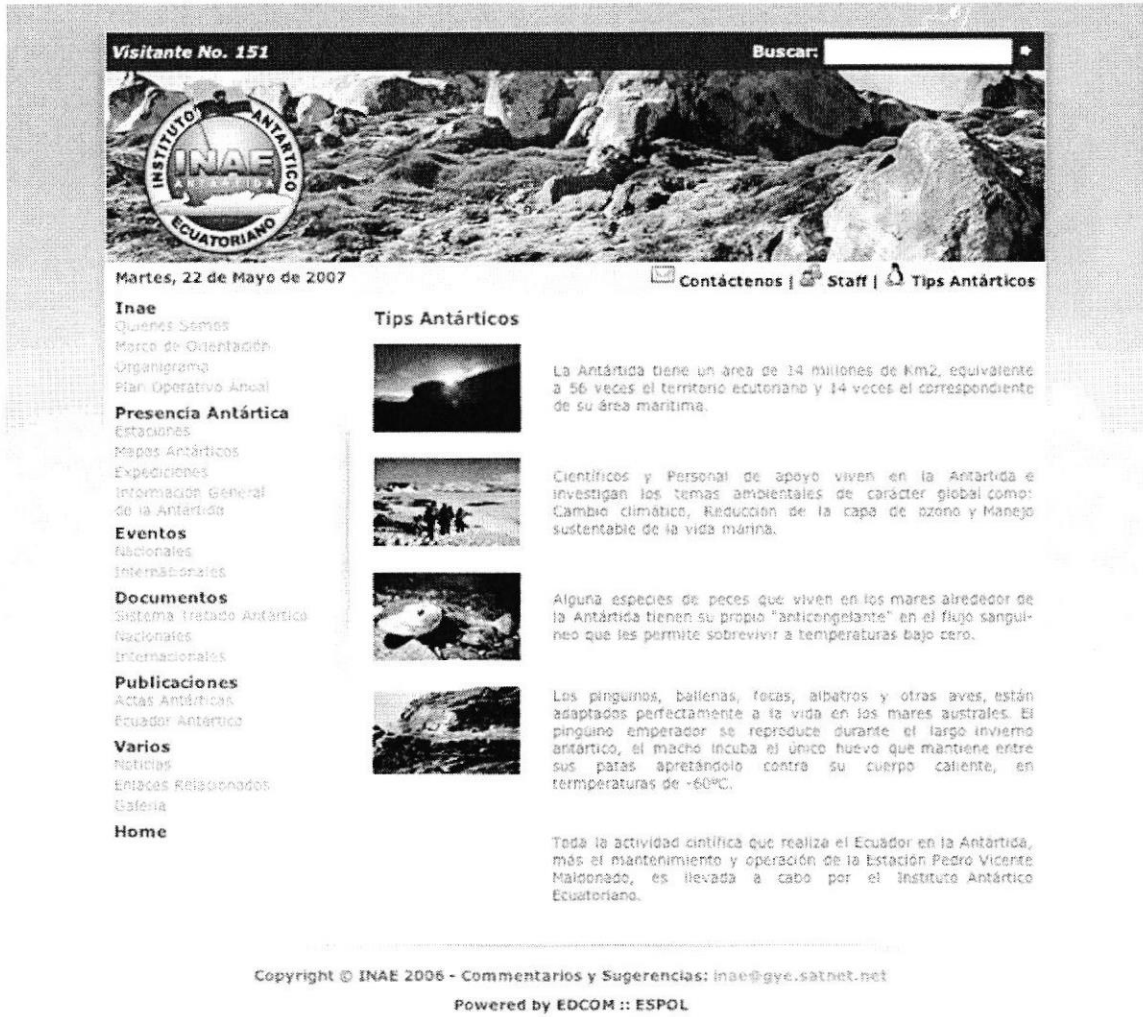 Visitante No. 151
Buscar:
INSTITUTO ANTARTICO
INAE
ANTARTIDA
ECUATORIANO
Martes, 22 de Mayo de 2007
Contáctenos | Staff | Tips Antárticos
Inae
Quienes Somos
Marco de Orientación
Organigrama
Plan Operativo Anual
Presencia Antártica
Estaciones
Mapas Antárticos
Expediciones
Información General
de la Antártida
Eventos
Nacionales
Internacionales
Documentos
Sistema Tratado Antártico
Nacionales
Internacionales
Publicaciones
Actas Antárticas
Ecuador Antártico
Varios
Noticias
Enlaces Relacionados
Galeria
Home
Tips Antárticos
La Antártida tiene un area de 14 millones de Km2, equivalente
a 56 veces el territorio ecutoriano y 14 veces el correspondiente
de su área marítima.
Científicos y Personal de apoyo viven en la Antártida e
investigan los temas ambientales de carácter global como:
Cambio climático, Reducción de la capa de ozono y Manejo
sustentable de la vida marina.
Alguna especies de peces que viven en los mares alrededor de
la Antártida tienen su propio "anticongelante" en el flujo sangui-
neo que les permite sobrevivir a temperaturas bajo cero.
Los pinguinos, ballenas, focas, albatros y otras aves, están
adaptados perfectamente a la vida en los mares australes. El
pingüino emperador se reproduce durante el largo invierno
antártico, el macho incuba el único huevo que mantiene entre
sus patas apretándolo contra su cuerpo caliente, en
termperaturas de -60ºC.
Toda la actividad cintífica que realiza el Ecuador en la Antártida,
más el mantenimiento y operación de la Estación Pedro Vicente
Maldonado, es llevada a cabo por el Instituto Antártico
Ecuatoriano.
Copyright © INAE 2006 - Commentarios y Sugerencias: inae@gye.satnet.net
Powered by EDCOM :: ESPOL